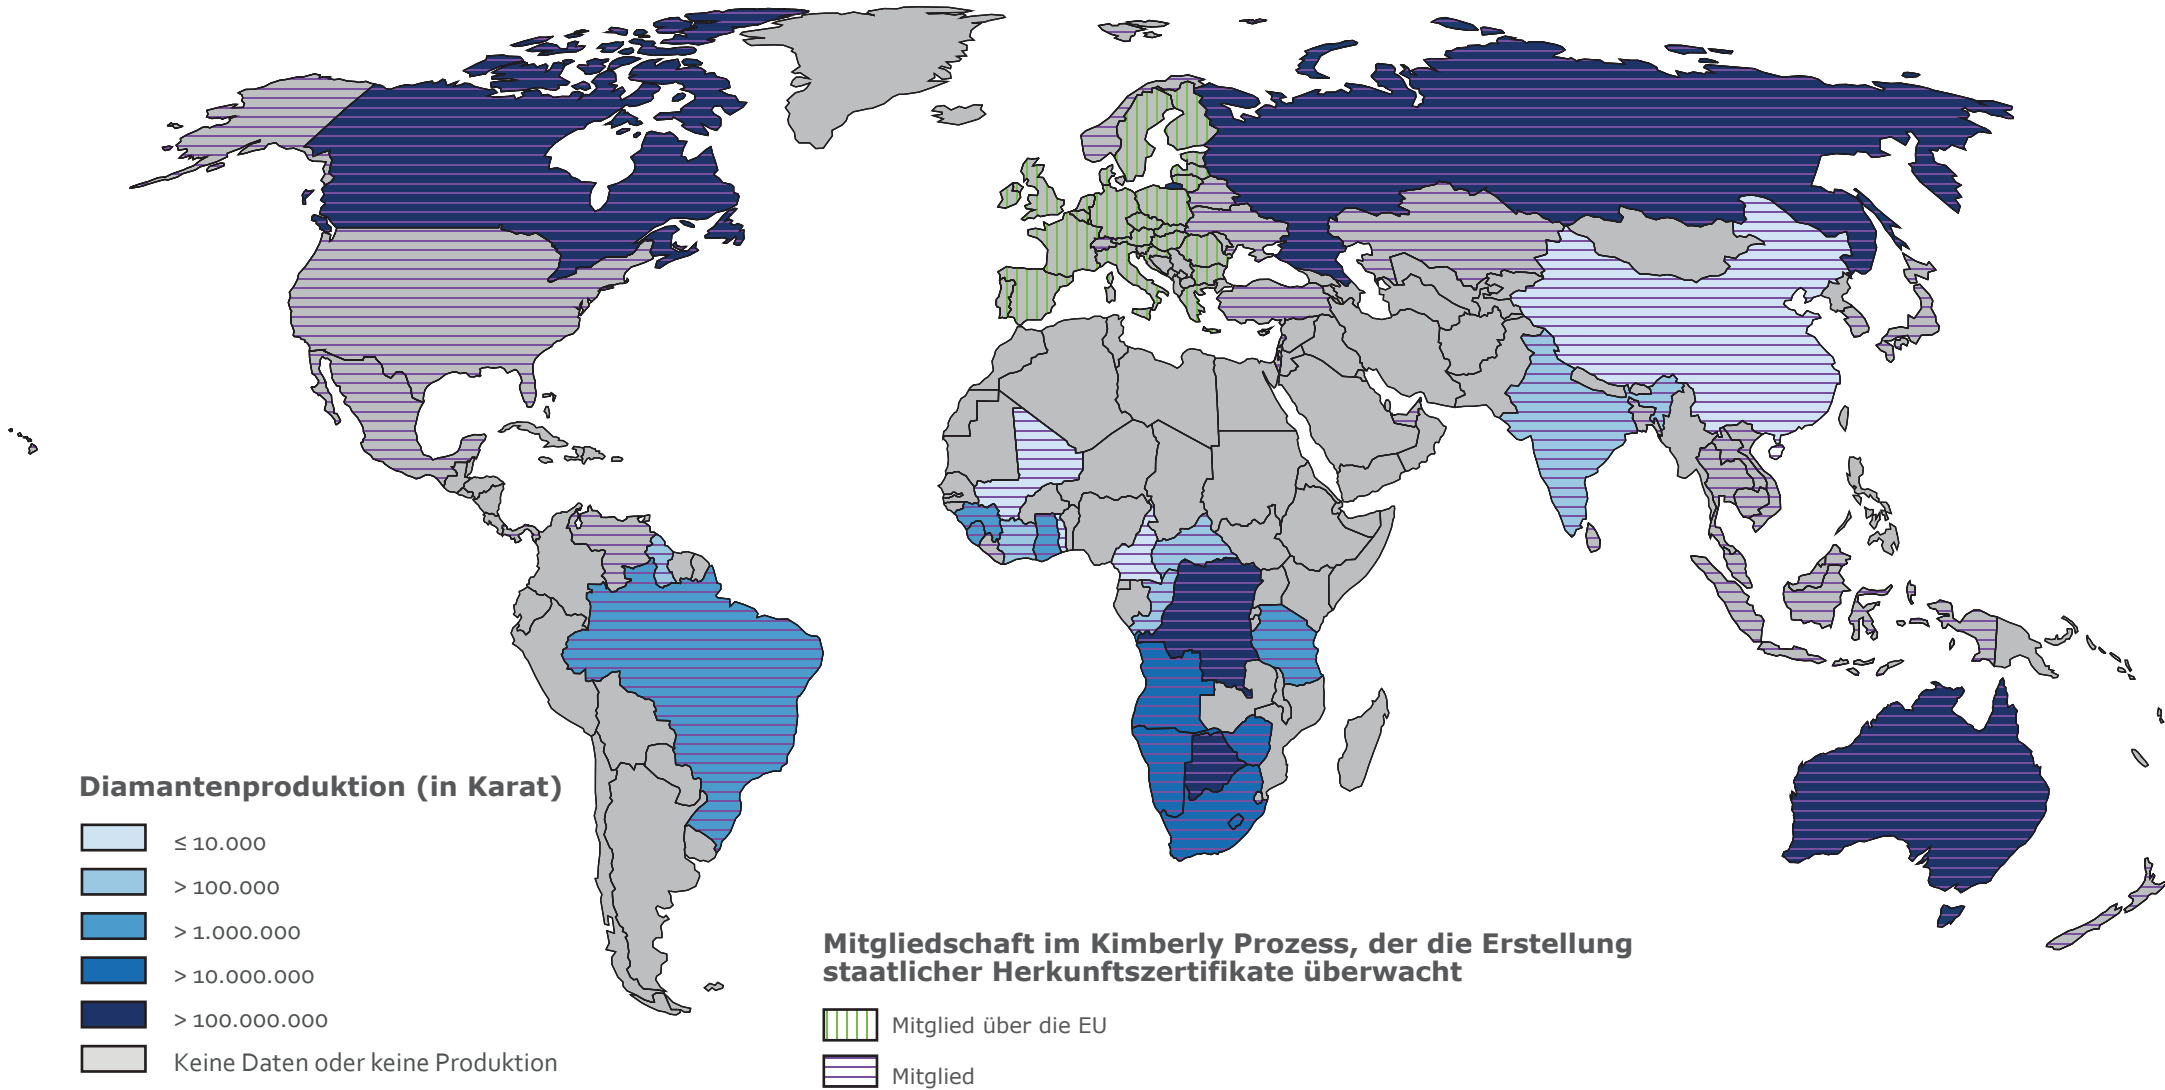 Diamantenproduktion (in Karat)
≤ 10.000
> 100.000
> 1.000.000
> 10.000.000
> 100.000.000
Keine Daten oder keine Produktion
Mitgliedschaft im Kimberly Prozess, der die Erstellung
staatlicher Herkunftszertifikate überwacht
Mitglied über die EU
Mitglied